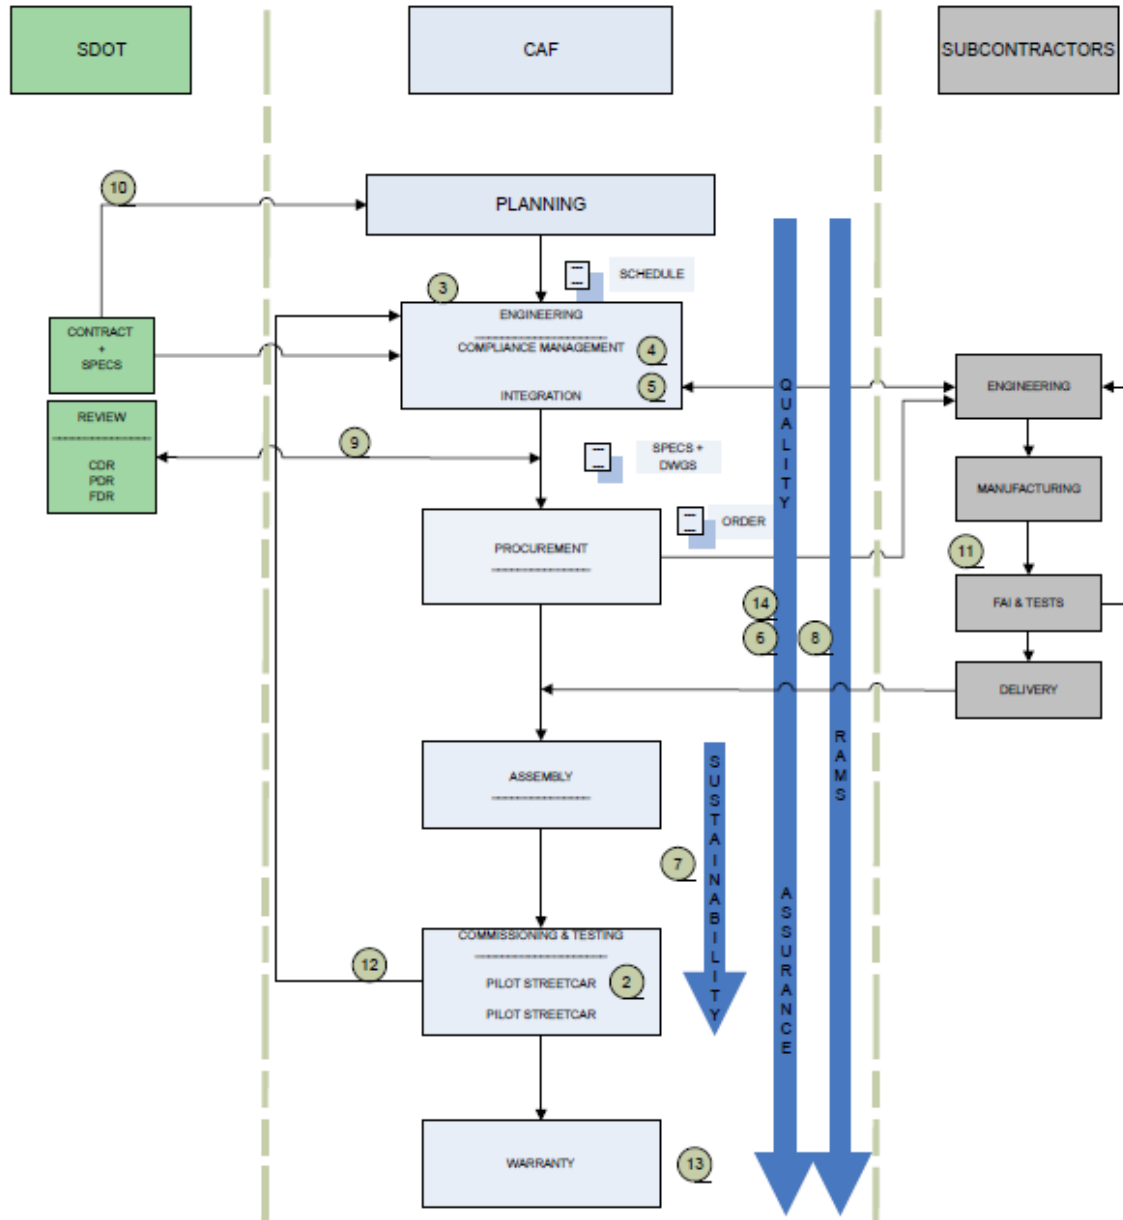 SDOT
CAF
SUBCONTRACTORS
10
PLANNING
SCHEDULE
3
ENGINEERING
COMPLIANCE MANAGEMENT
4
INTEGRATION
5
CONTRACT
+
SPECS
REVIEW
CDR
PDR
FDR
9
SPECS +
DWGS
ORDER
PROCUREMENT
ENGINEERING
MANUFACTURING
11
FAI & TESTS
DELIVERY
14
6
8
QUALITY
ASSURANCE
RAMS
ASSEMBLY
SUSTAINABILITY
7
COMMISSIONING & TESTING
12
PILOT STREETCAR
2
PILOT STREETCAR
WARRANTY
13